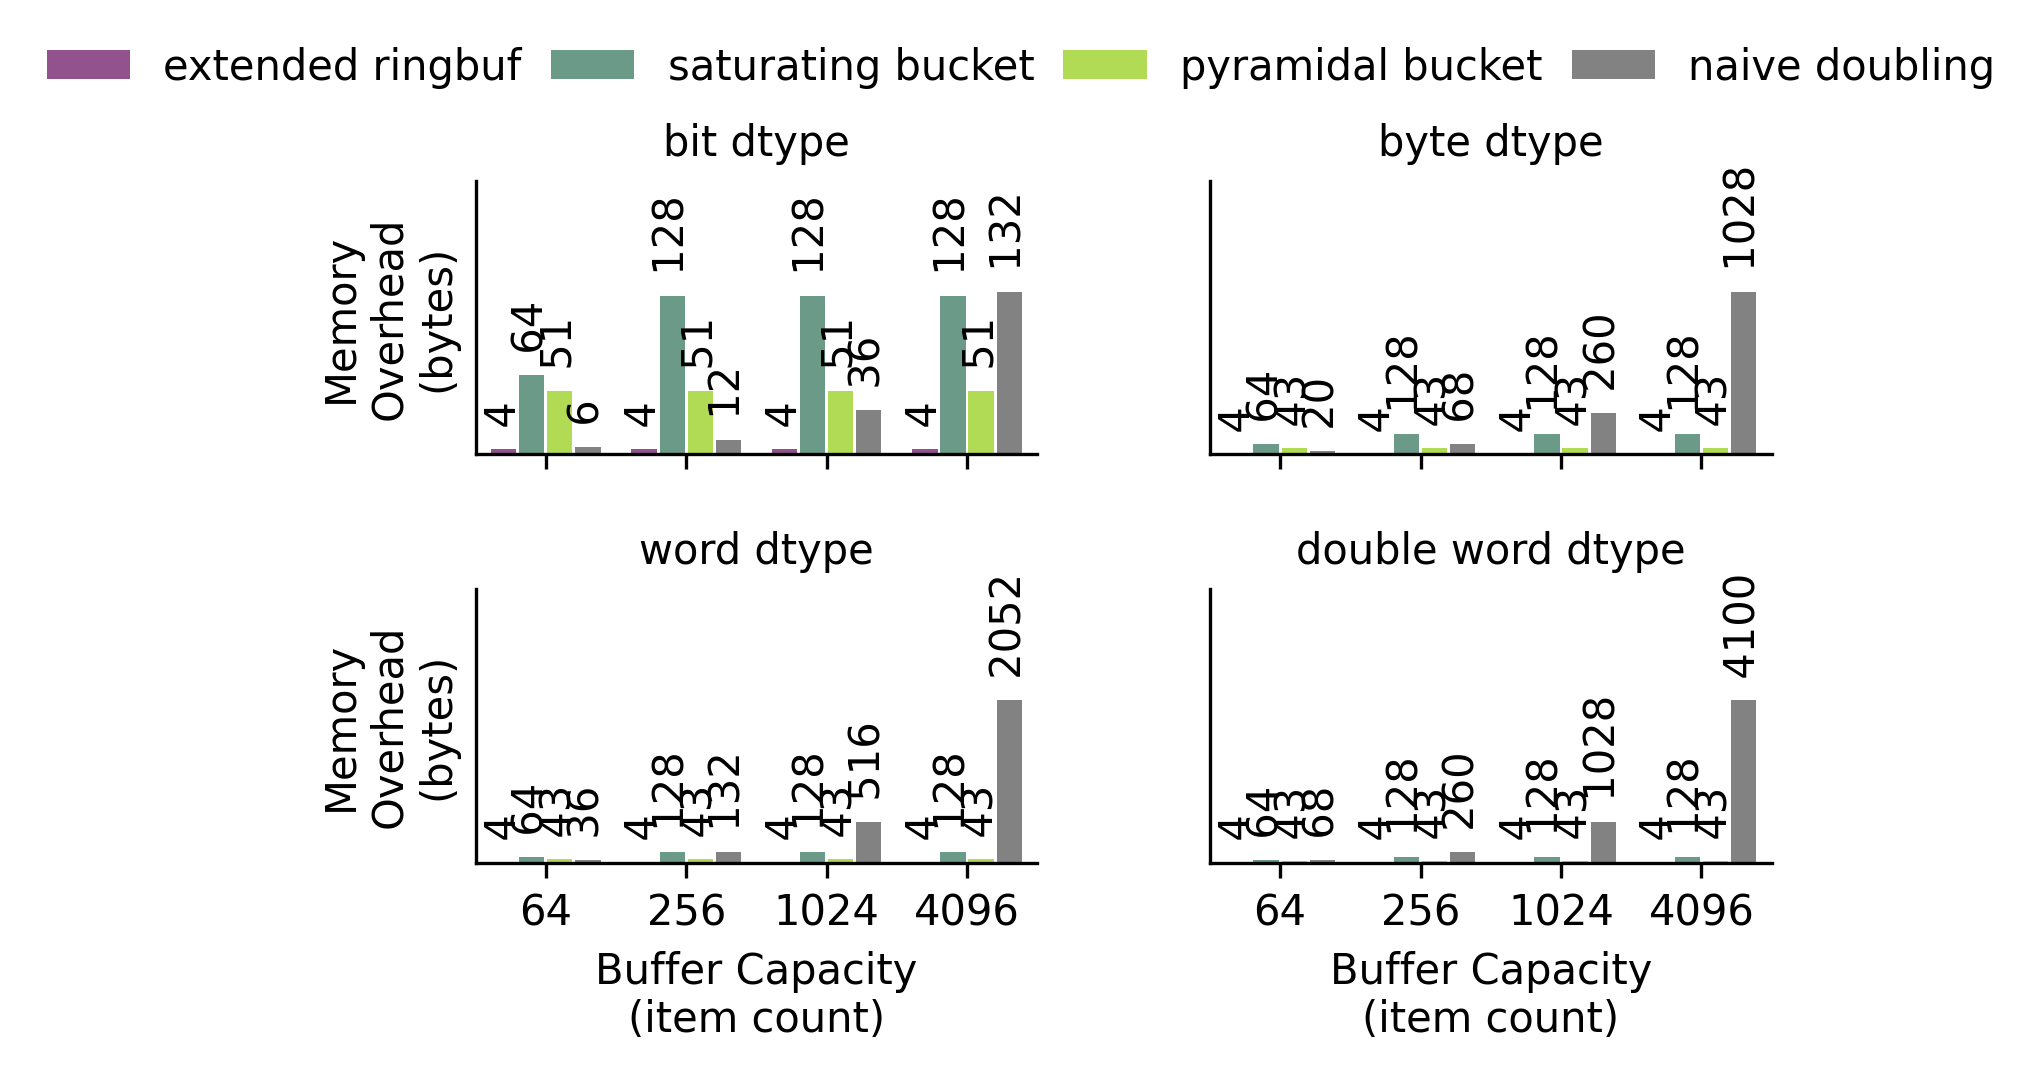 extended ringbuf saturating bucket pyramidal bucket naive doubling
bit dtype
Memory
Overhead
(bytes)
4 64 51 6 4 128 51 12 4 128 51 36 4 128 51 132
byte dtype
4 64 43 20 4 128 43 68 4 128 43 260 4 128 43 1028
word dtype
Memory
Overhead
(bytes)
4 64 43 36 4 128 43 132 4 128 43 516 4 128 43 2052
64 256 1024 4096
Buffer Capacity
(item count)
double word dtype
4 64 43 68 4 128 43 260 4 128 43 1028 4 128 43 4100
64 256 1024 4096
Buffer Capacity
(item count)